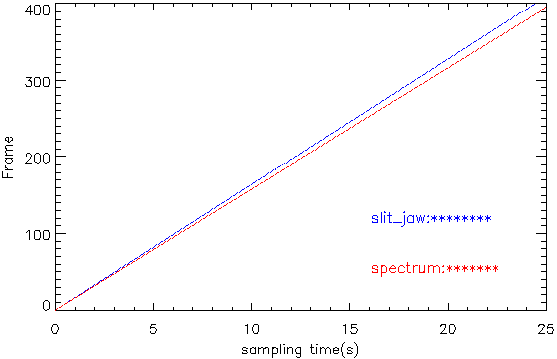 400
300
200
100
0
Frame
slit_jaw:********
spectrum:*******
0 5 10 15 20 25
sampling time(s)